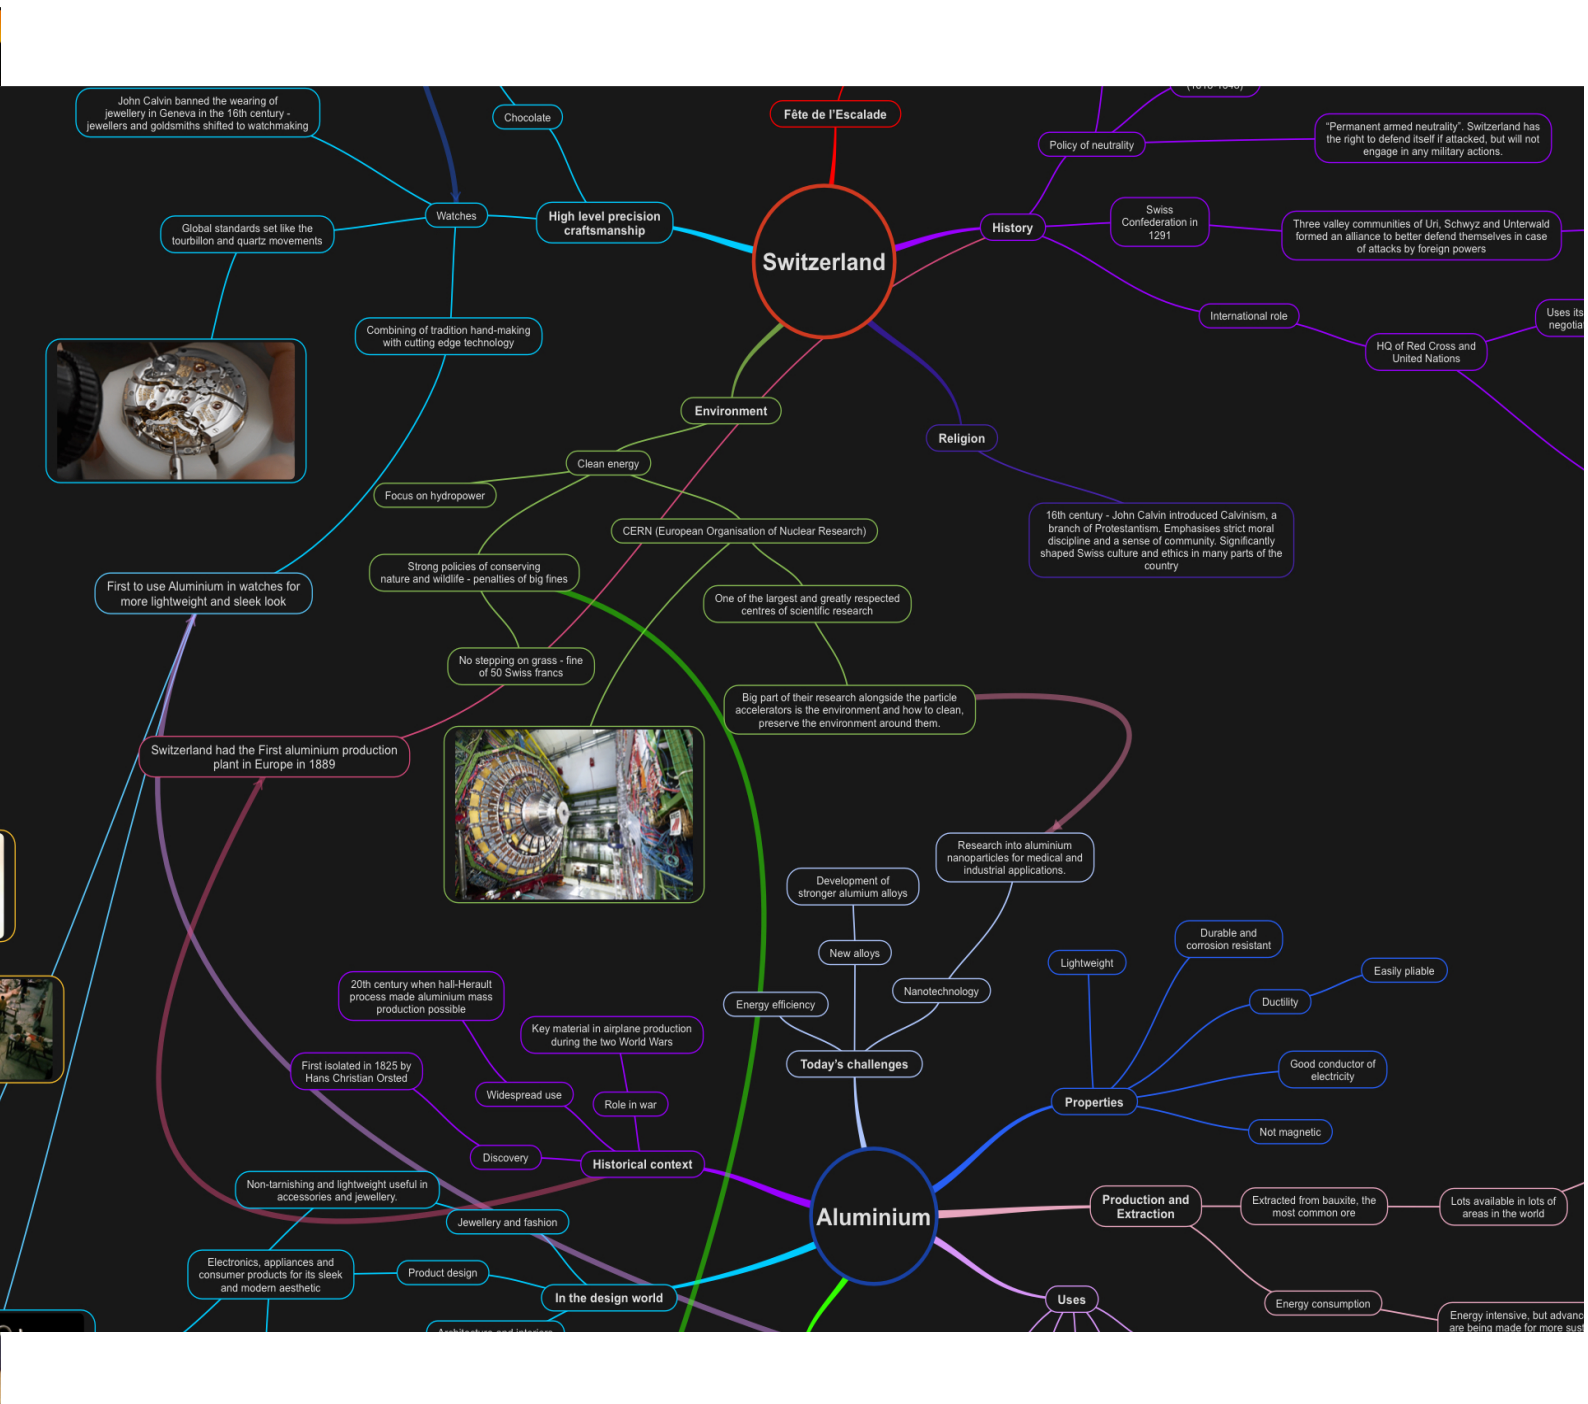 John Calvin banned the wearing of
jewellery in Geneva in the 16th century -
jewellers and goldsmiths shifted to watchmaking
Chocolate
Fête de l'Escalade
Policy of neutrality
"Permanent armed neutrality". Switzerland has
the right to defend itself if attacked, but will not
engage in any military actions.
Global standards set like the
tourbillon and quartz movements
Watches
High level precision
craftsmanship
Switzerland
History
Swiss
Confederation in
1291
Three valley communities of Uri, Schwyz and Unterwald
formed an alliance to better defend themselves in case
of attacks by foreign powers
Combining of tradition hand-making
with cutting edge technology
International role
Uses its
HQ of Red Cross and
United Nations
Environment
Religion
Clean energy
Focus on hydropower
CERN (European Organisation of Nuclear Research)
16th century - John Calvin introduced Calvinism, a
branch of Protestantism. Emphasises strict moral
discipline and a sense of community. Significantly
shaped Swiss culture and ethics in many parts of the
country
Strong policies of conserving
nature and wildlife - penalties of big fines
First to use Aluminium in watches for
more lightweight and sleek look
One of the largest and greatly respected
centres of scientific research
No stepping on grass - fine
of 50 Swiss francs
Big part of their research alongside the particle
accelerators is the environment and how to clean,
preserve the environment around them.
Switzerland had the First aluminium production
plant in Europe in 1889
Research into aluminium
nanoparticles for medical and
industrial applications.
Development of
stronger alumium alloys
New alloys
Nanotechnology
Energy efficiency
Today's challenges
Lightweight
Durable and
corrosion resistant
Easily pliable
Ductility
Good conductor of
electricity
Properties
Not magnetic
20th century when hall-Herault
process made aluminium mass
production possible
Key material in airplane production
during the two World Wars
First isolated in 1825 by
Hans Christian Orsted
Widespread use
Role in war
Discovery
Historical context
Non-tarnishing and lightweight useful in
accessories and jewellery.
Jewellery and fashion
Aluminium
Production and
Extraction
Extracted from bauxite, the
most common ore
Lots available in lots of
areas in the world
Electronics, appliances and
consumer products for its sleek
and modern aesthetic
Product design
In the design world
Uses
Energy consumption
Energy intensive, but
are being made for more
Architecture and interiors